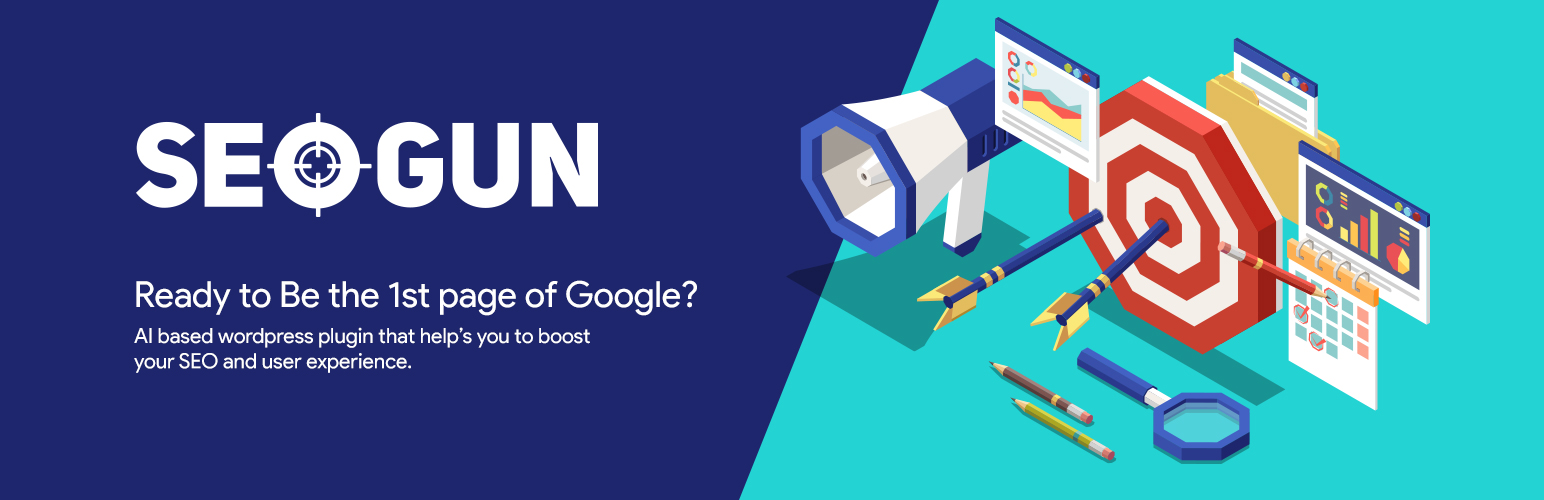 SEOGUN
Ready to Be the 1st page of Google?
AI based wordpress plugin that help's you to boost
your SEO and user experience.